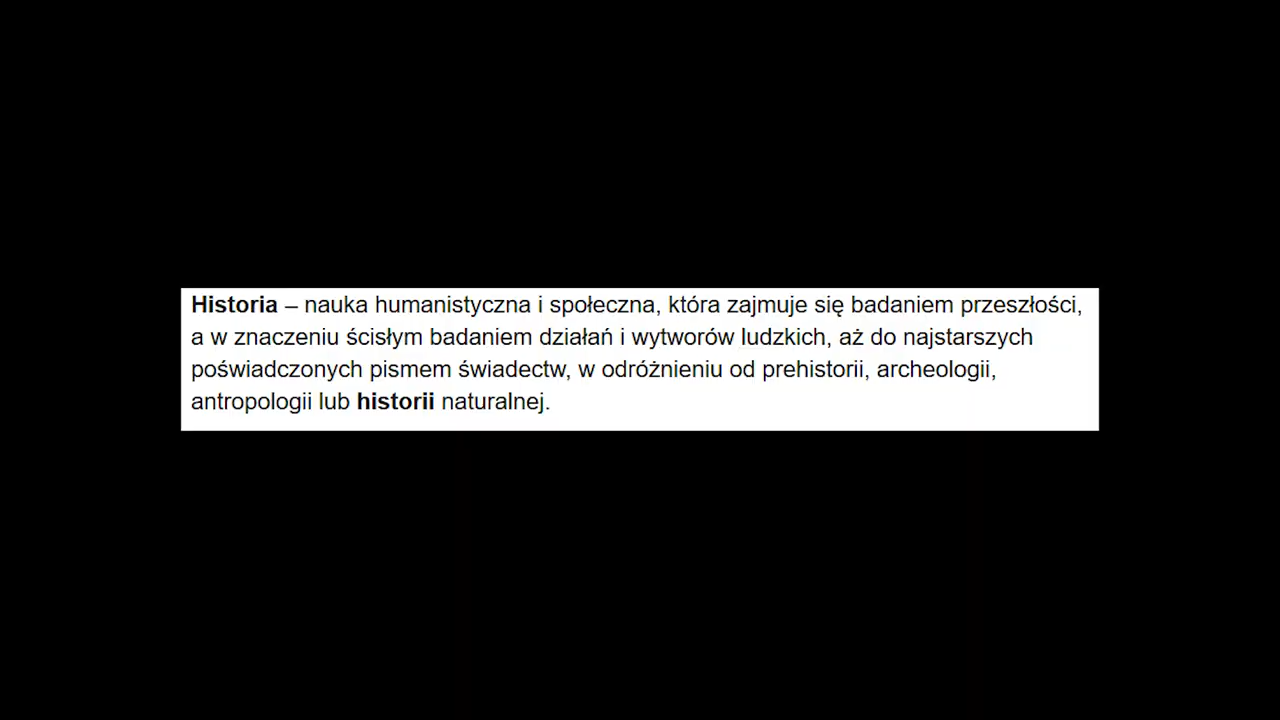 Historia – nauka humanistyczna i społeczna, która zajmuje się badaniem przeszłości,
a w znaczeniu ścisłym badaniem działań i wytworów ludzkich, aż do najstarszych
poświadczonych pismem świadectw, w odróżnieniu od prehistorii, archeologii,
antropologii lub historii naturalnej.